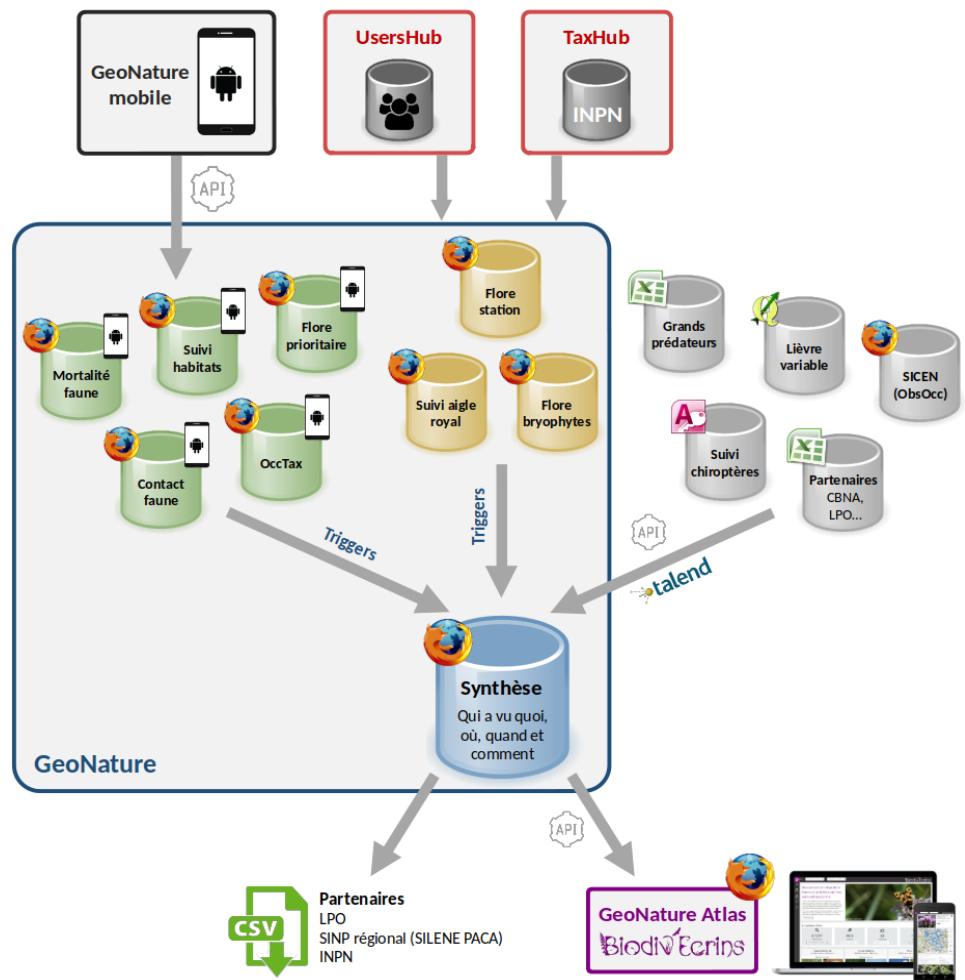 GeoNature
mobile
UsersHub
TaxHub
INPN
API
Flore
station
Mortalité
faune
Suivi
habitats
Flore
prioritaire
Suivi aigle
royal
Flore
bryophytes
Contact
faune
OccTax
Grands
prédateurs
Lièvre
variable
SICEN
(ObsOcc)
Suivi
chiroptères
Partenaires
CBNA,
LPO...
Triggers
Triggers
API
talend
Synthèse
Qui a vu quoi,
où, quand et
comment
GeoNature
API
CSV
Partenaires
LPO
SINP régional (SILENE PACA)
INPN
GeoNature Atlas
Biodiv'Ecrins